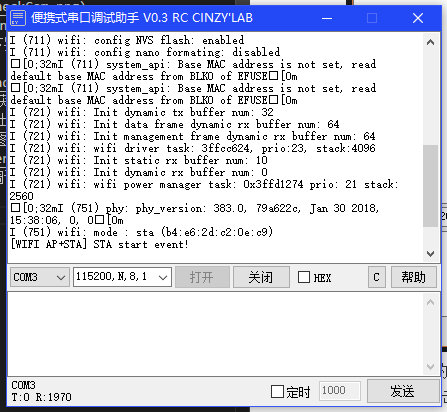 便携式串口调试助手 V0.3 RC CINZY'LAB
I (711) wifi: config NVS flash: enabled
I (711) wifi: config nano formating: disabled
□[0;32mI (711) system_api: Base MAC address is not set, read
default base MAC address from BLK0 of EFUSE□[0m
□[0;32mI (711) system_api: Base MAC address is not set, read
default base MAC address from BLK0 of EFUSE□[0m
I (721) wifi: Init dynamic tx buffer num: 32
I (721) wifi: Init data frame dynamic rx buffer num: 64
I (721) wifi: Init management frame dynamic rx buffer num: 64
I (721) wifi: wifi driver task: 3ffcc624, prio:23, stack:4096
I (721) wifi: Init static rx buffer num: 10
I (721) wifi: Init dynamic rx buffer num: 0
I (721) wifi: wifi power manager task: 0x3ffd1274 prio: 21 stack:
2560
□[0;32mI (751) phy: phy_version: 383.0, 79a622c, Jan 30 2018,
15:38:06, 0, 0□[0m
I (751) wifi: mode : sta (b4:e6:2d:c2:0e:c9)
[WIFI AP+STA] STA start event!
COM3 115200,N,8,1 打开 关闭 HEX C 帮助
COM3
T:0 R:1970
定时 1000 发送